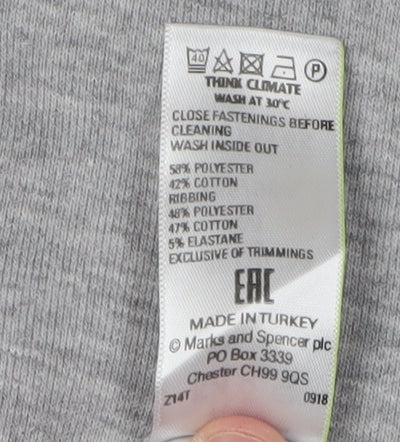 40 P
THINK CLIMATE
WASH AT 30°C
CLOSE FASTENINGS BEFORE
CLEANING
WASH INSIDE OUT
58% POLYESTER
42% COTTON
RIBBING
48% POLYESTER
47% COTTON
5% ELASTANE
EXCLUSIVE OF TRIMMINGS
EAC
MADE IN TURKEY
© Marks and Spencer plc
PO Box 3339
Chester CH99 9QS
Z14T 0918